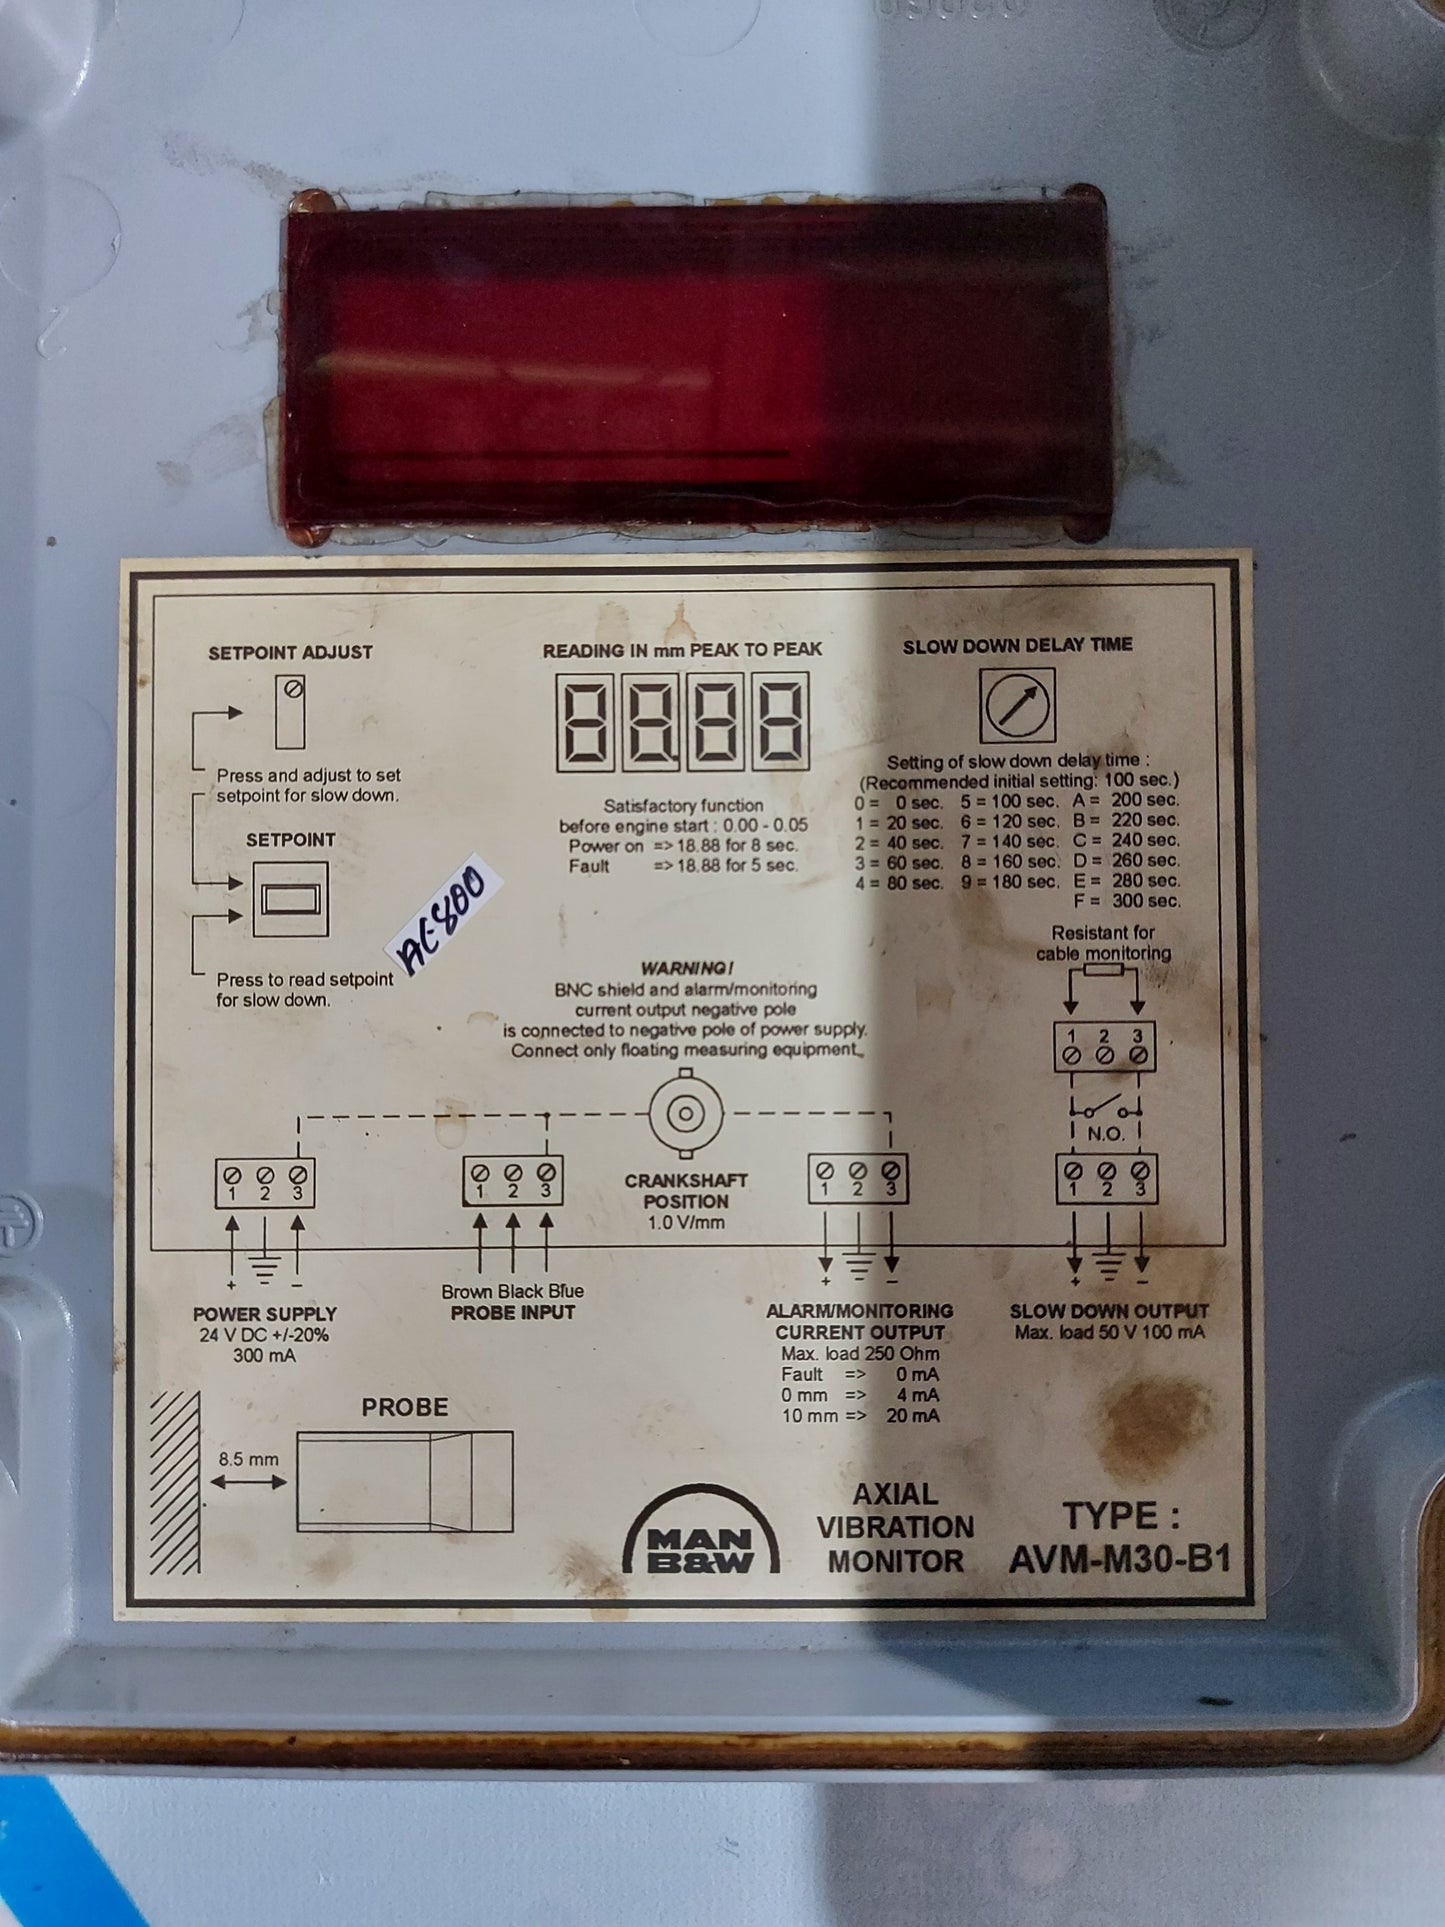 SETPOINT ADJUST
Press and adjust to set
setpoint for slow down.
SETPOINT
Press to read setpoint
for slow down.
READING IN mm PEAK TO PEAK
8888
Satisfactory function
before engine start : 0.00 - 0.05
Power on => 18.88 for 8 sec.
Fault => 18.88 for 5 sec.
SLOW DOWN DELAY TIME
Setting of slow down delay time :
(Recommended initial setting: 100 sec.)
0 = 0 sec. 5 = 100 sec. A = 200 sec.
1 = 20 sec. 6 = 120 sec. B = 220 sec.
2 = 40 sec. 7 = 140 sec. C = 240 sec.
3 = 60 sec. 8 = 160 sec. D = 260 sec.
4 = 80 sec. 9 = 180 sec. E = 280 sec.
F = 300 sec.
Resistant for
cable monitoring
1 2 3
N.O.
WARNING!
BNC shield and alarm/monitoring
current output negative pole
is connected to negative pole of power supply.
Connect only floating measuring equipment.
1 2 3
+ -
POWER SUPPLY
24 V DC +/-20%
300 mA
1 2 3
Brown Black Blue
PROBE INPUT
CRANKSHAFT
POSITION
1.0 V/mm
1 2 3
+ -
ALARM/MONITORING
CURRENT OUTPUT
Max. load 250 Ohm
Fault => 0 mA
0 mm => 4 mA
10 mm => 20 mA
1 2 3
+ -
SLOW DOWN OUTPUT
Max. load 50 V 100 mA
PROBE
8.5 mm
MAN
B&W
AXIAL
VIBRATION
MONITOR
TYPE :
AVM-M30-B1